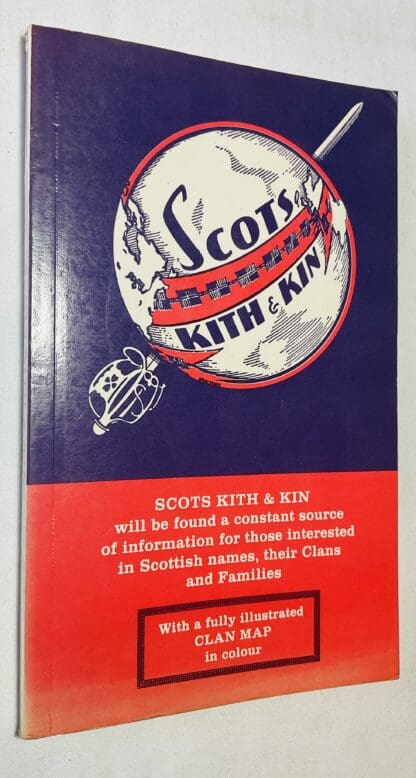 SCOTS
KITH & KIN
SCOTS KITH & KIN
will be found a constant source
of information for those interested
in Scottish names, their Clans
and Families
With a fully illustrated
CLAN MAP
in colour